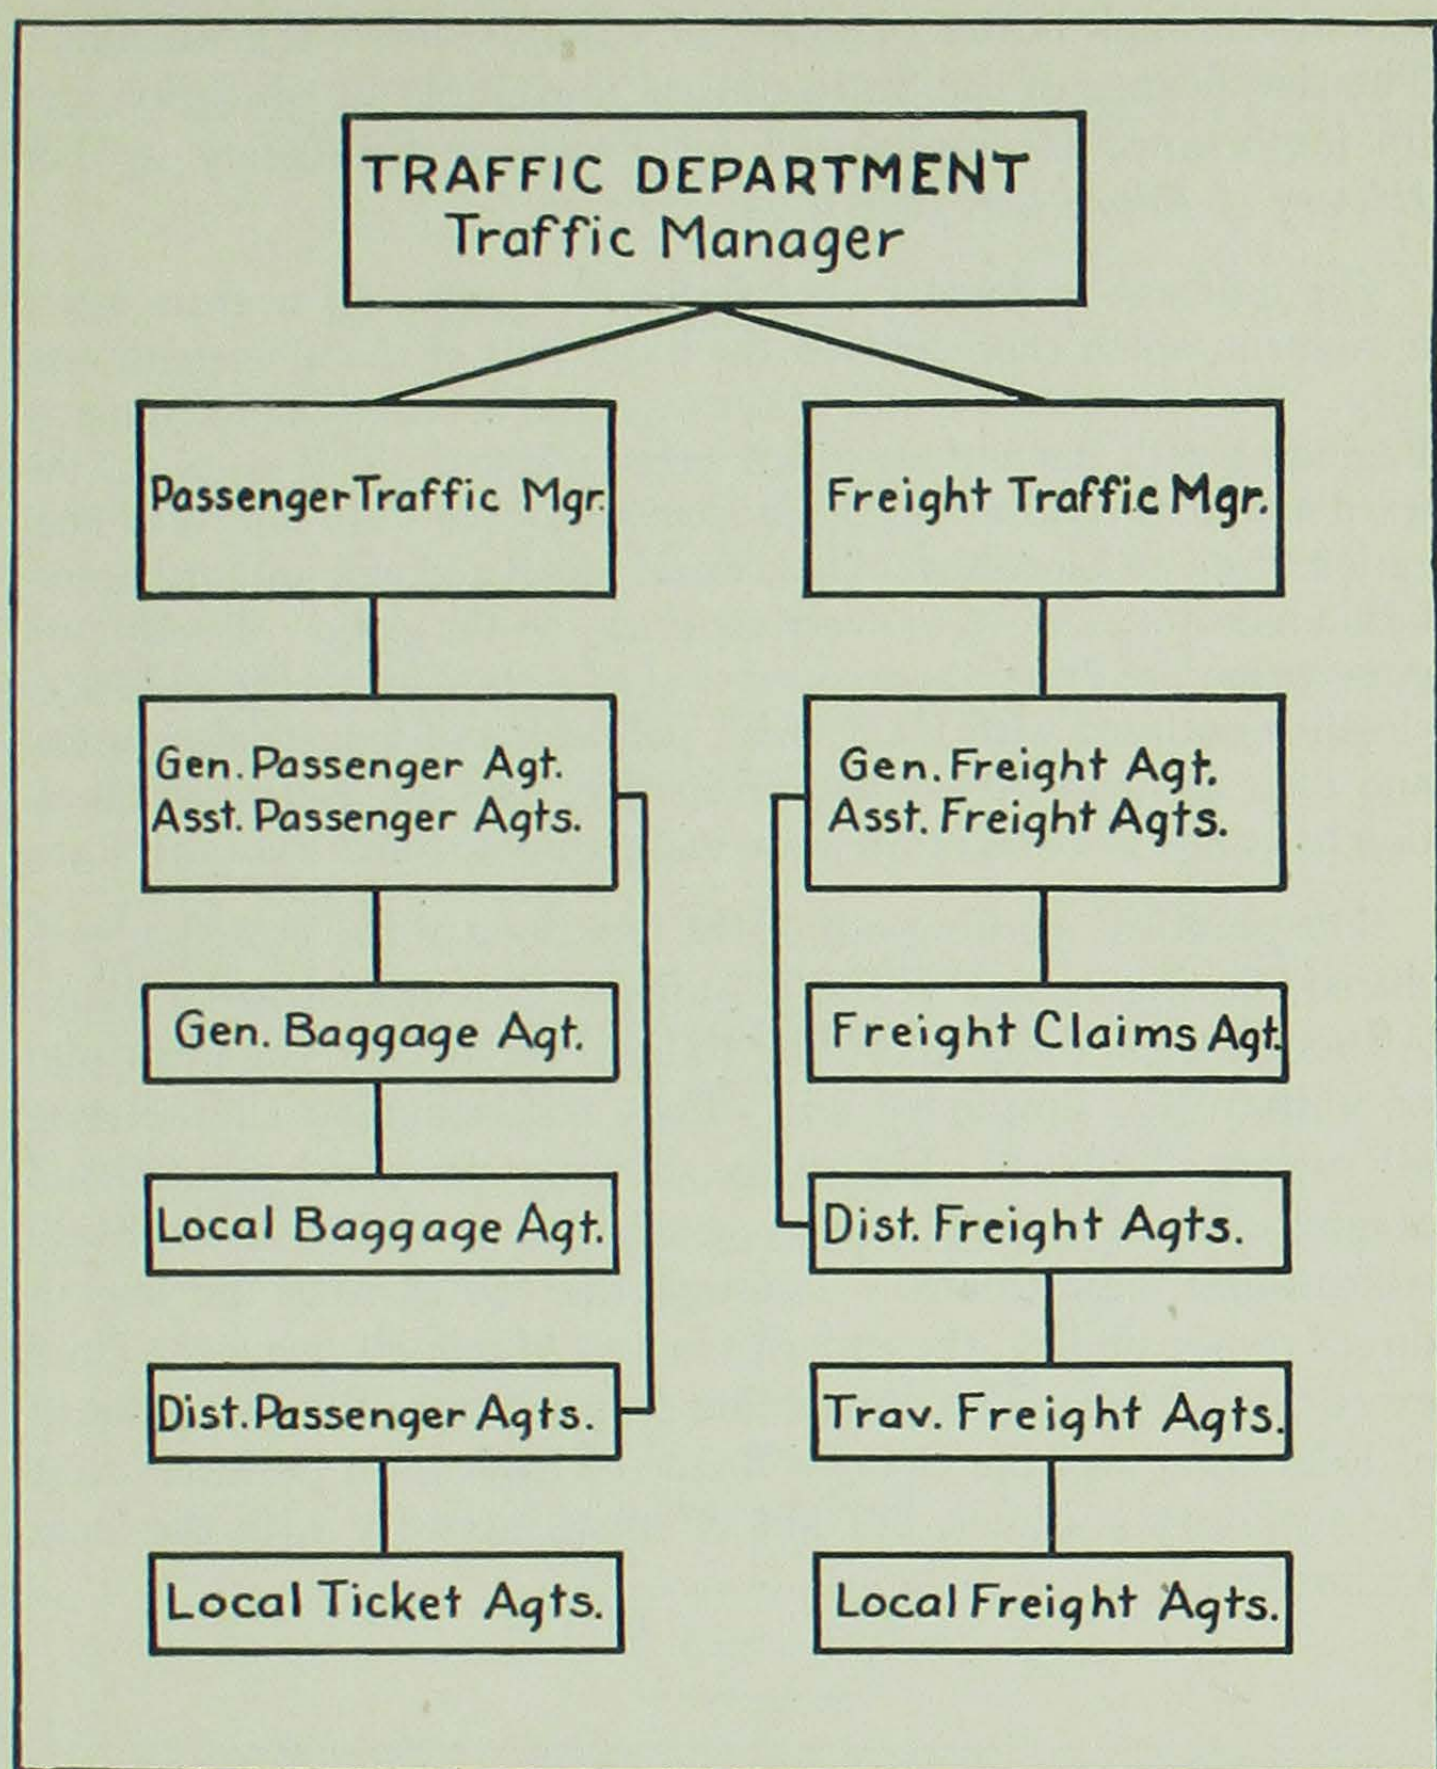 TRAFFIC DEPARTMENT
Traffic Manager
Passenger Traffic Mgr.
Freight Traffic Mgr.
Gen. Passenger Agt.
Asst. Passenger Agts.
Gen. Freight Agt.
Asst. Freight Agts.
Gen. Baggage Agt.
Freight Claims Agt.
Local Baggage Agt.
Dist. Freight Agts.
Dist. Passenger Agts.
Trav. Freight Agts.
Local Ticket Agts.
Local Freight Agts.